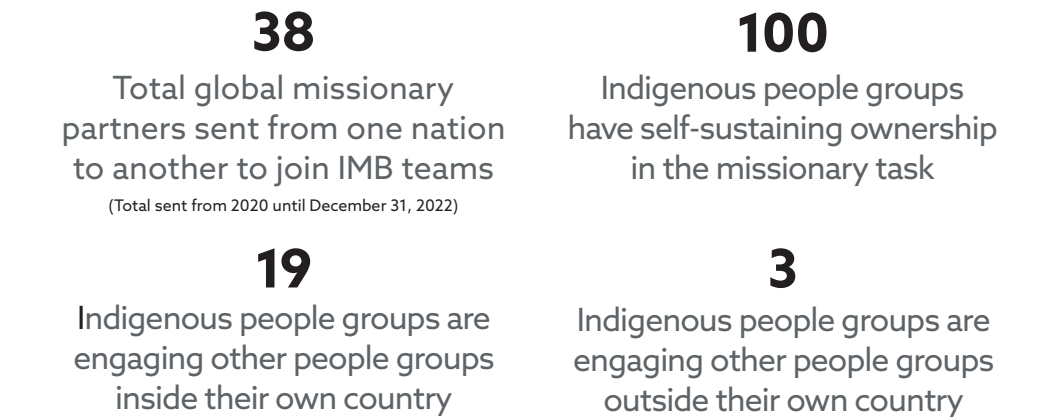 38
Total global missionary
partners sent from one nation
to another to join IMB teams
(Total sent from 2020 until December 31, 2022)
100
Indigenous people groups
have self-sustaining ownership
in the missionary task
19
Indigenous people groups are
engaging other people groups
inside their own country
3
Indigenous people groups are
engaging other people groups
outside their own country